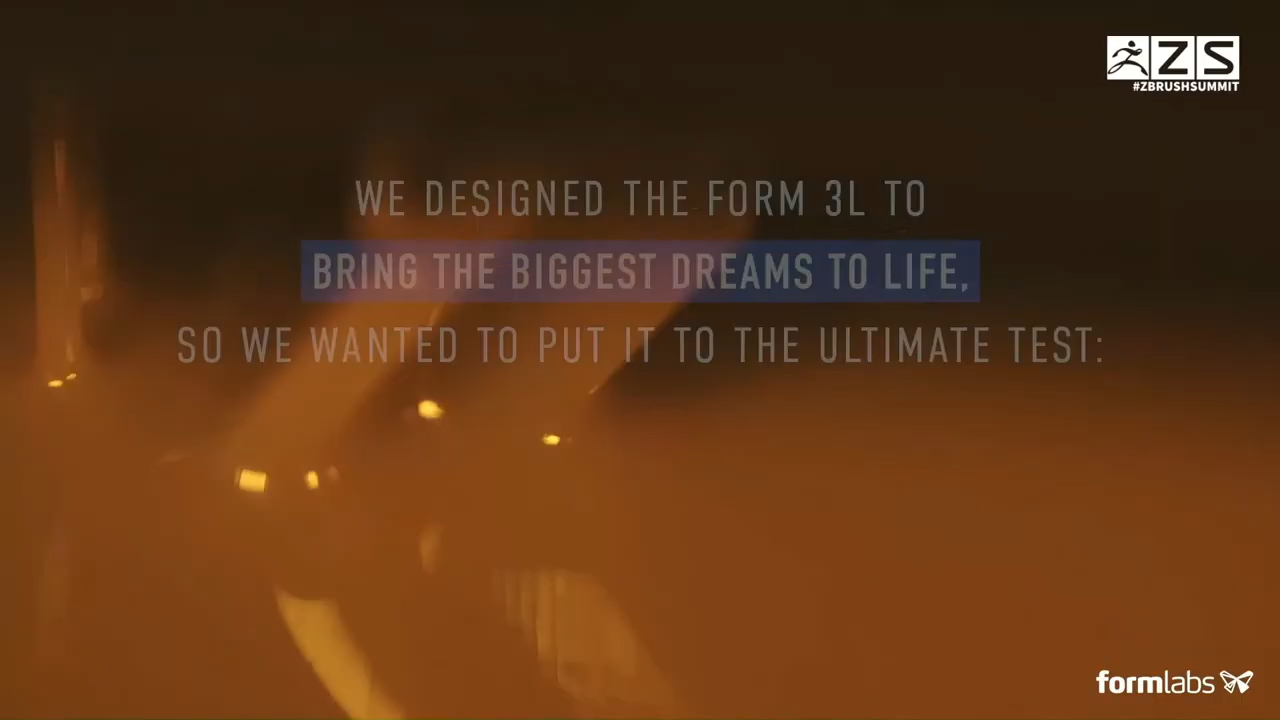 ZS
#ZBRUSHSUMMIT
WE DESIGNED THE FORM 3L TO
BRING THE BIGGEST DREAMS TO LIFE,
SO WE WANTED TO PUT IT TO THE ULTIMATE TEST:
formlabs